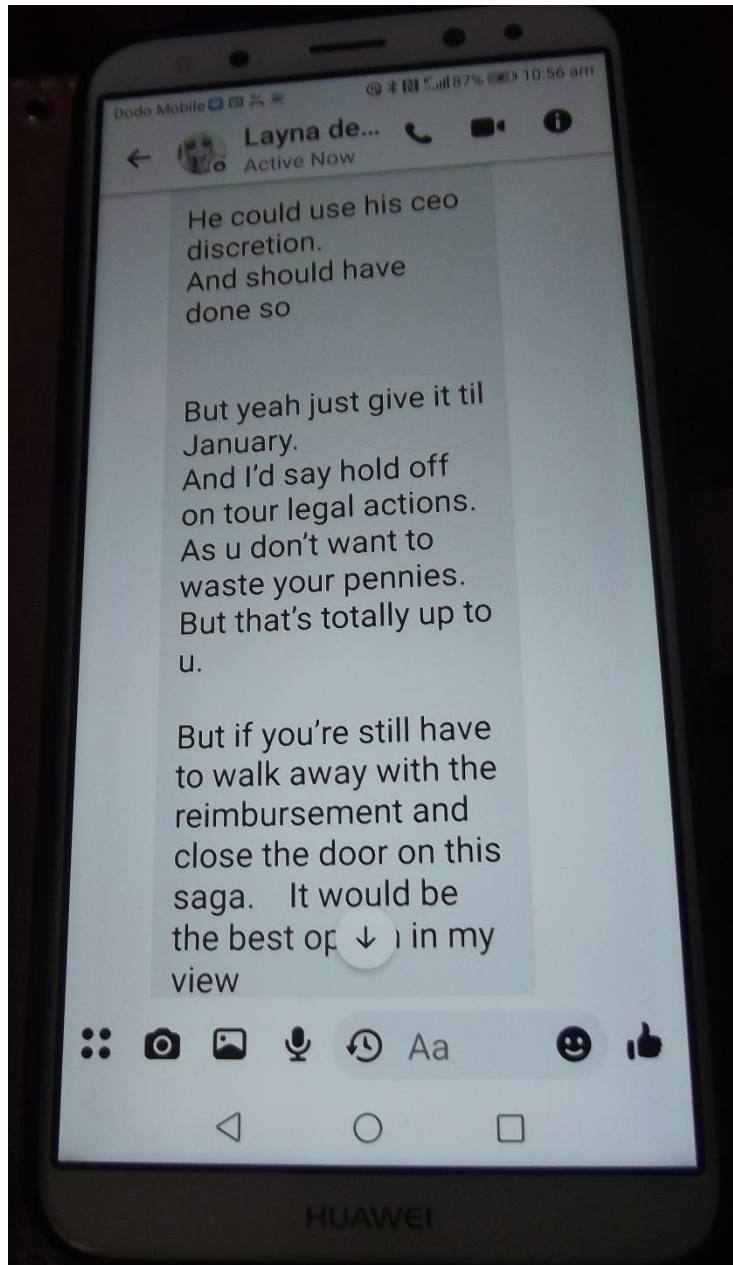 Dodo Mobile 87% 10:56 am
Layna de...
Active Now
He could use his ceo
discretion.
And should have
done so
But yeah just give it til
January.
And I'd say hold off
on tour legal actions.
As u don't want to
waste your pennies.
But that's totally up to
u.
But if you're still have
to walk away with the
reimbursement and
close the door on this
saga. It would be
the best op in my
view
Aa
HUAWEI